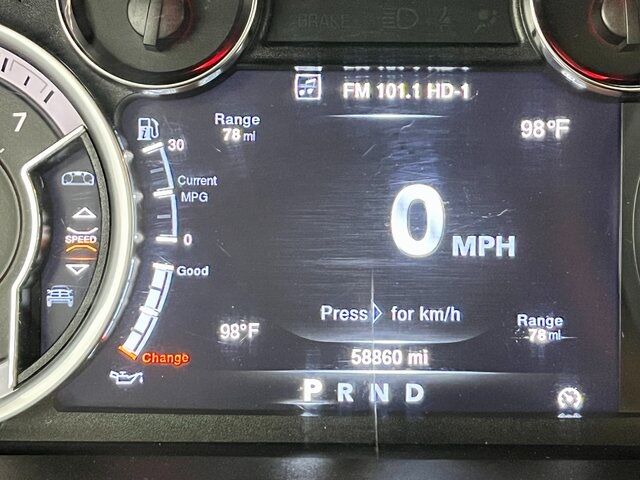 BRAKE
FM 101.1 HD-1
Range
78 mi
98°F
30
Current
MPG
0
7
SPEED
0 MPH
Good
Press for km/h
98°F
Range
78 mi
Change
58860 mi
P R N D